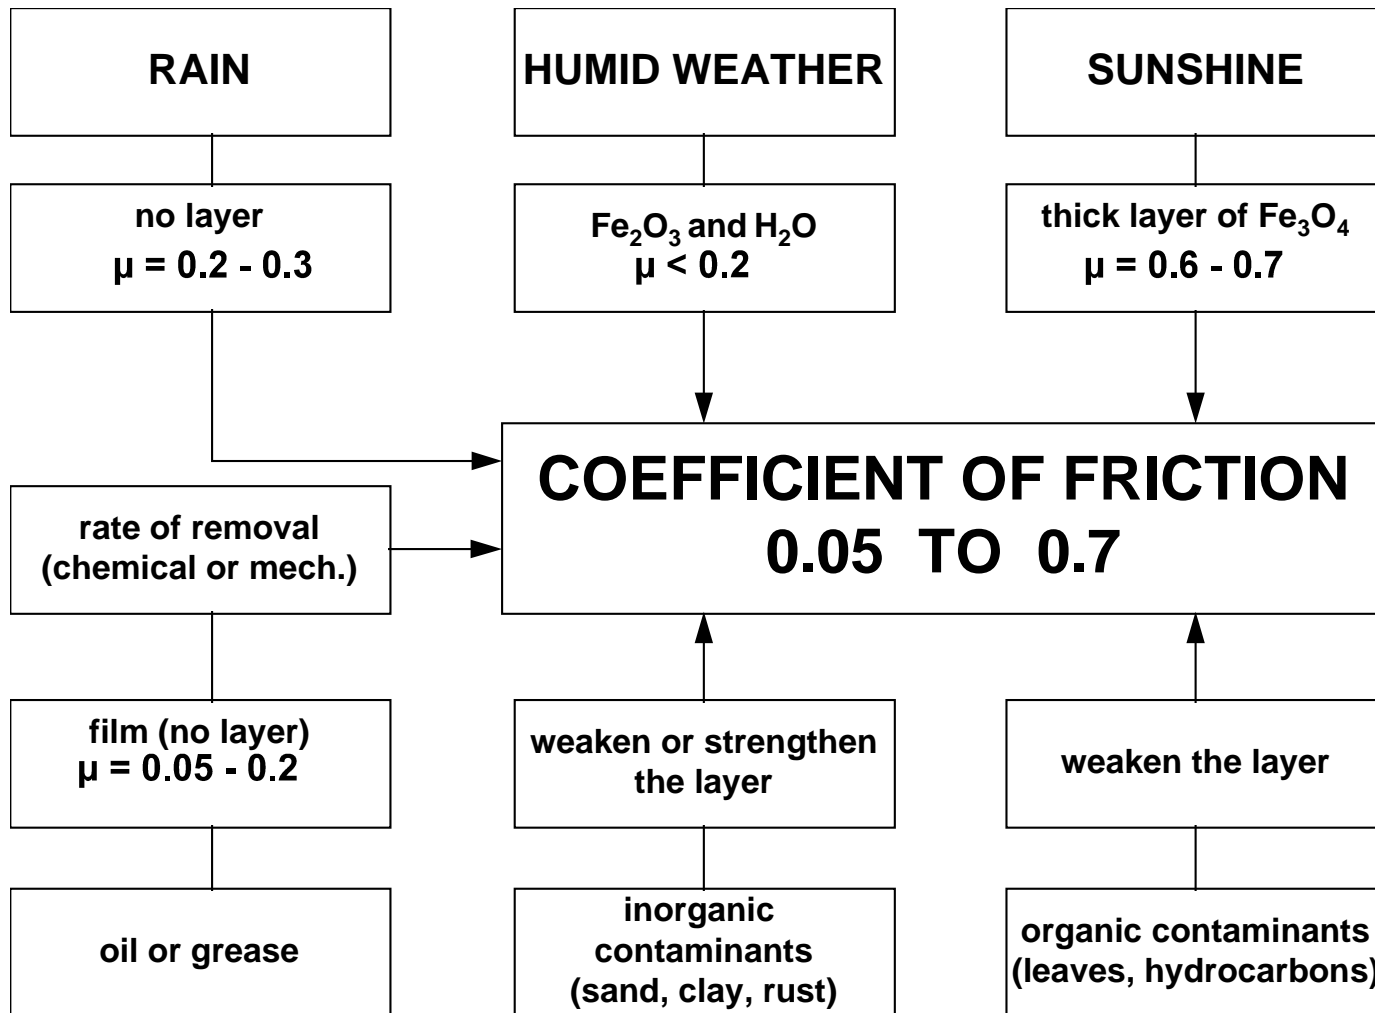 RAIN
HUMID WEATHER
SUNSHINE
no layer
µ = 0.2 - 0.3
Fe₂O₃ and H₂O
µ < 0.2
thick layer of Fe₃O₄
µ = 0.6 - 0.7
COEFFICIENT OF FRICTION
0.05 TO 0.7
rate of removal
(chemical or mech.)
film (no layer)
µ = 0.05 - 0.2
weaken or strengthen
the layer
weaken the layer
oil or grease
inorganic
contaminants
(sand, clay, rust)
organic contaminants
(leaves, hydrocarbons)